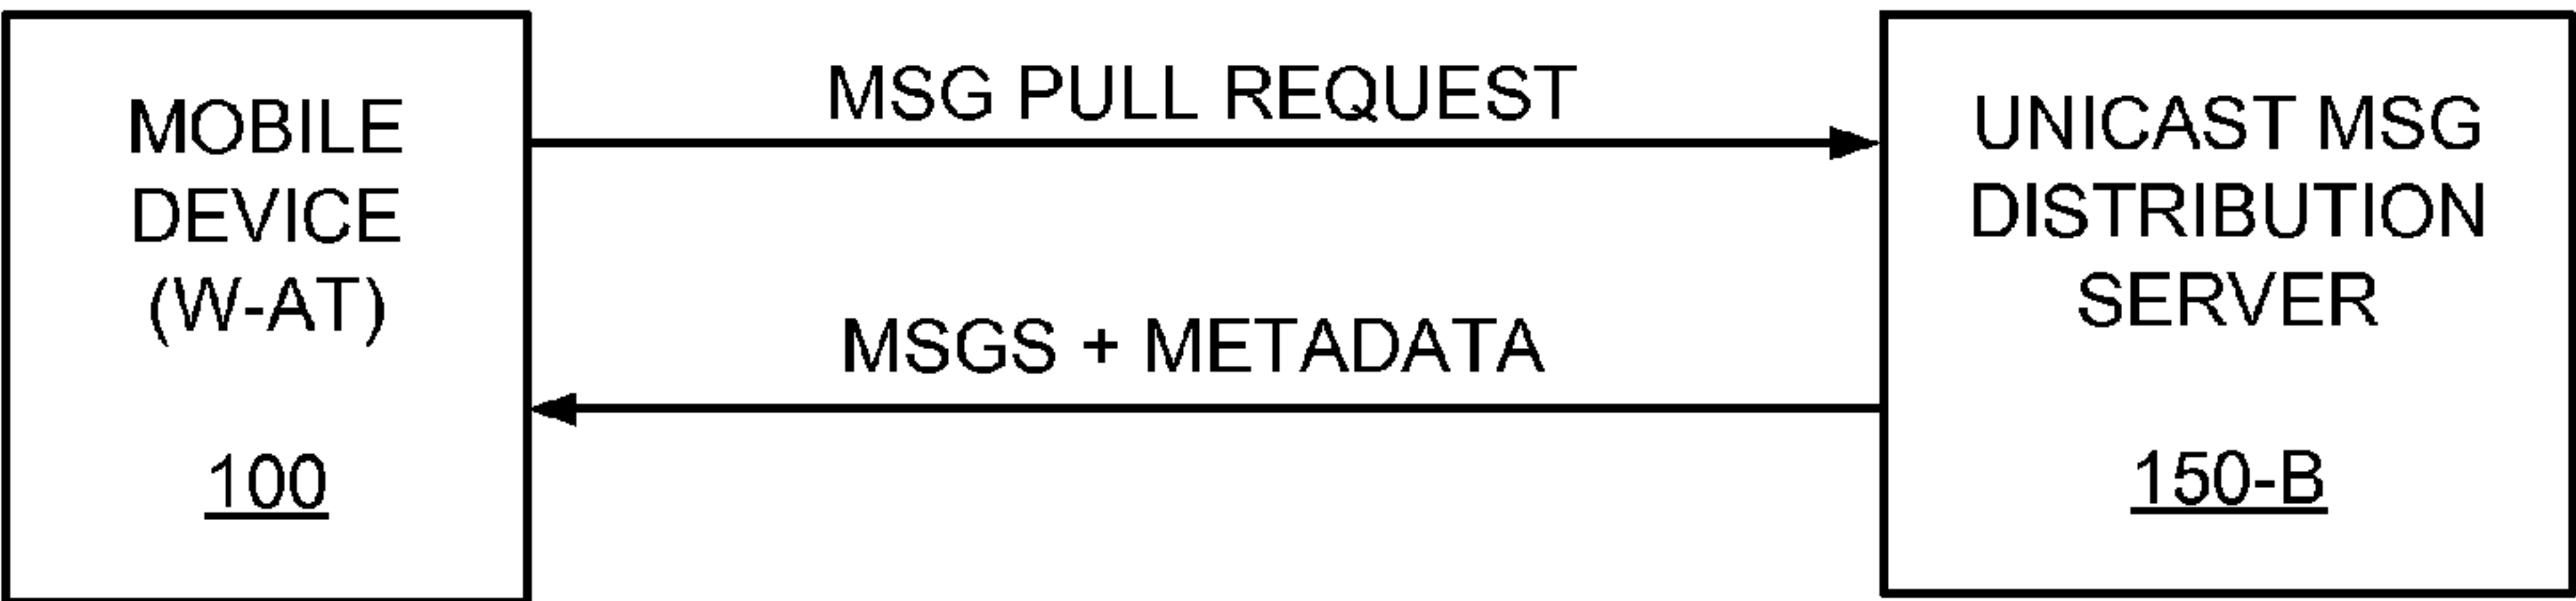 MOBILE
DEVICE
(W-AT)
100
MSG PULL REQUEST
MSGS + METADATA
UNICAST MSG
DISTRIBUTION
SERVER
150-B